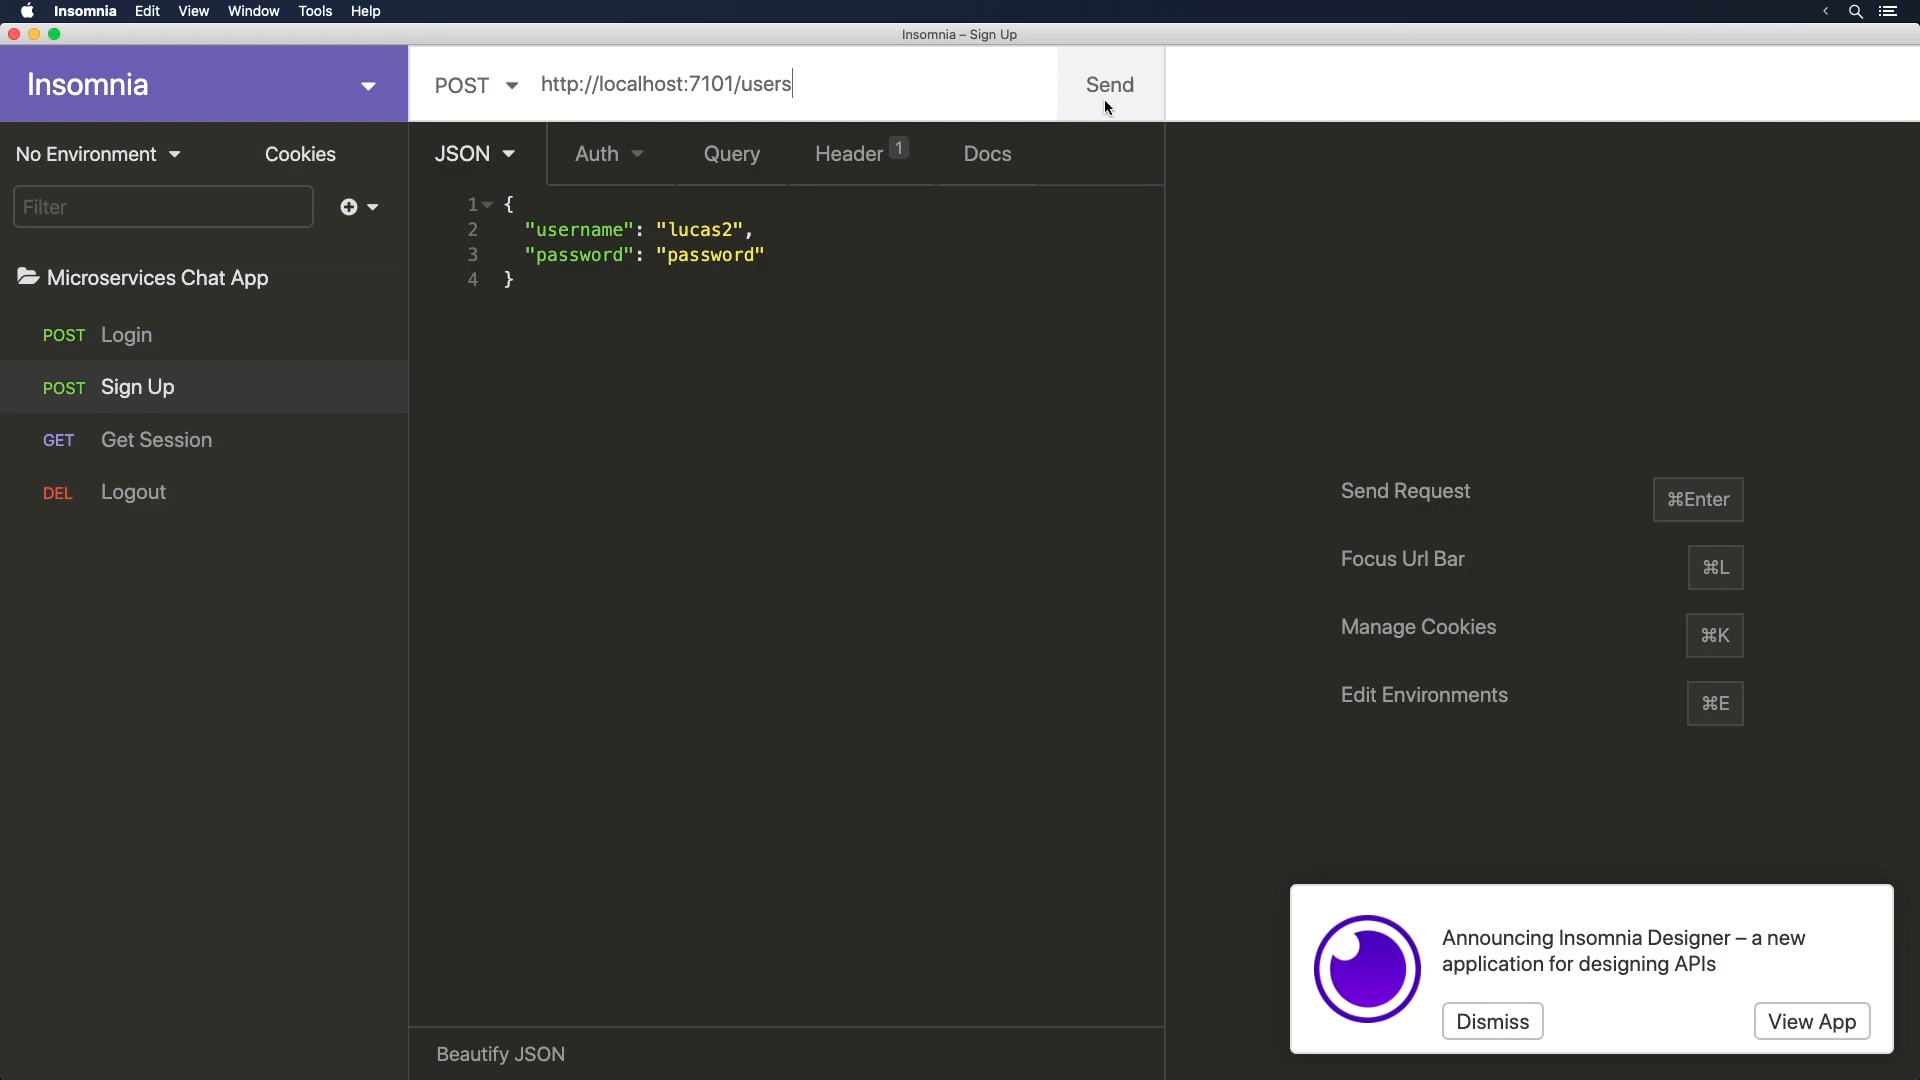 Insomnia Edit View Window Tools Help
Insomnia – Sign Up
Insomnia
POST http://localhost:7101/users Send
No Environment Cookies
JSON Auth Query Header 1 Docs
Filter
1 {
2 "username": "lucas2",
3 "password": "password"
4 }
Microservices Chat App
POST Login
POST Sign Up
GET Get Session
DEL Logout
Send Request ⌘Enter
Focus Url Bar ⌘L
Manage Cookies ⌘K
Edit Environments ⌘E
Announcing Insomnia Designer – a new
application for designing APIs
Dismiss View App
Beautify JSON